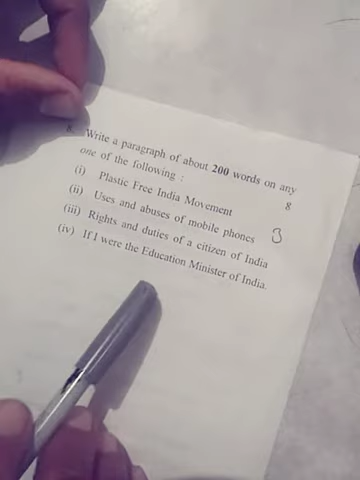 8. Write a paragraph of about 200 words on any
one of the following : 8
(i) Plastic Free India Movement
(ii) Uses and abuses of mobile phones
(iii) Rights and duties of a citizen of India
(iv) If I were the Education Minister of India.